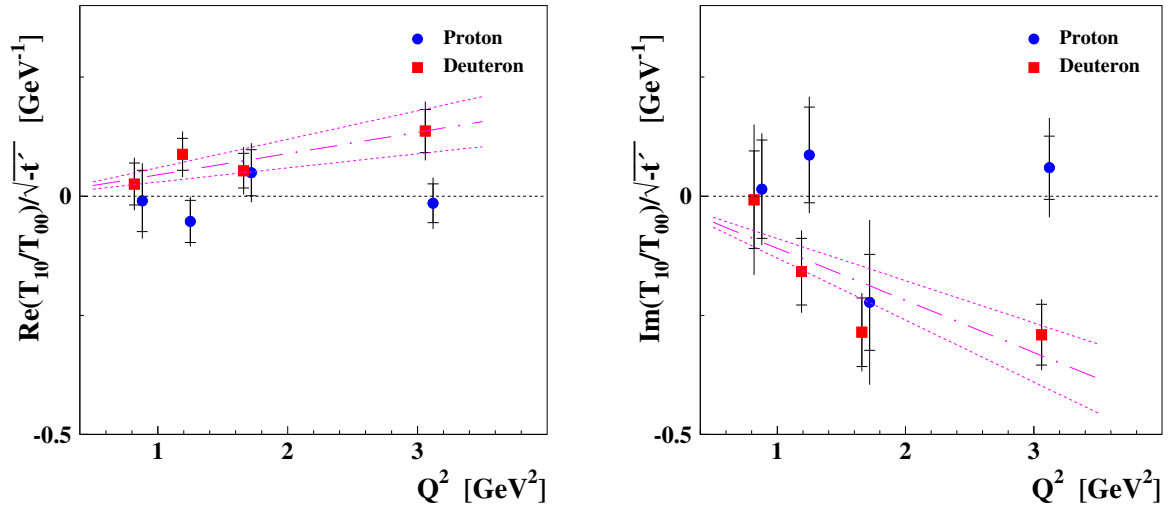 Re(T₁₀/T₀₀)/√-t´ [GeV⁻¹]
Proton
Deuteron
0
-0.5
1 2 3
Q² [GeV²]
Im(T₁₀/T₀₀)/√-t´ [GeV⁻¹]
Proton
Deuteron
0
-0.5
1 2 3
Q² [GeV²]